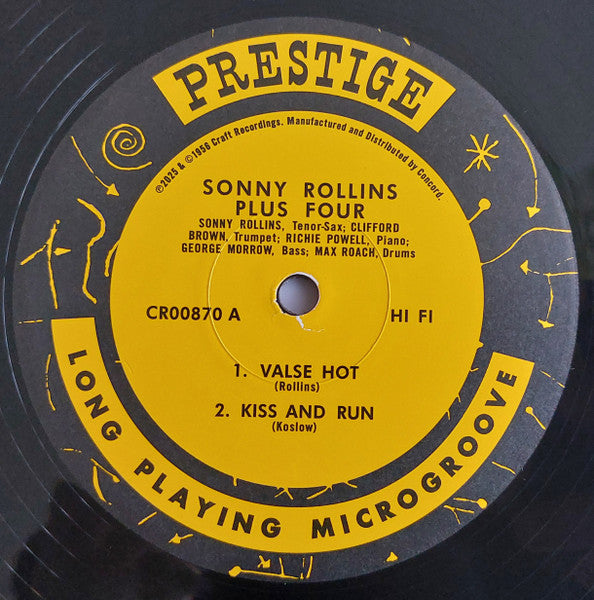 PRESTIGE
©2025 & ©1956 Craft Recordings. Manufactured and Distributed by Concord.
SONNY ROLLINS
PLUS FOUR
SONNY ROLLINS, Tenor-Sax; CLIFFORD
BROWN, Trumpet; RICHIE POWELL, Piano;
GEORGE MORROW, Bass; MAX ROACH, Drums
CR00870 A
HI FI
1. VALSE HOT
(Rollins)
2. KISS AND RUN
(Koslow)
LONG PLAYING MICROGROOVE